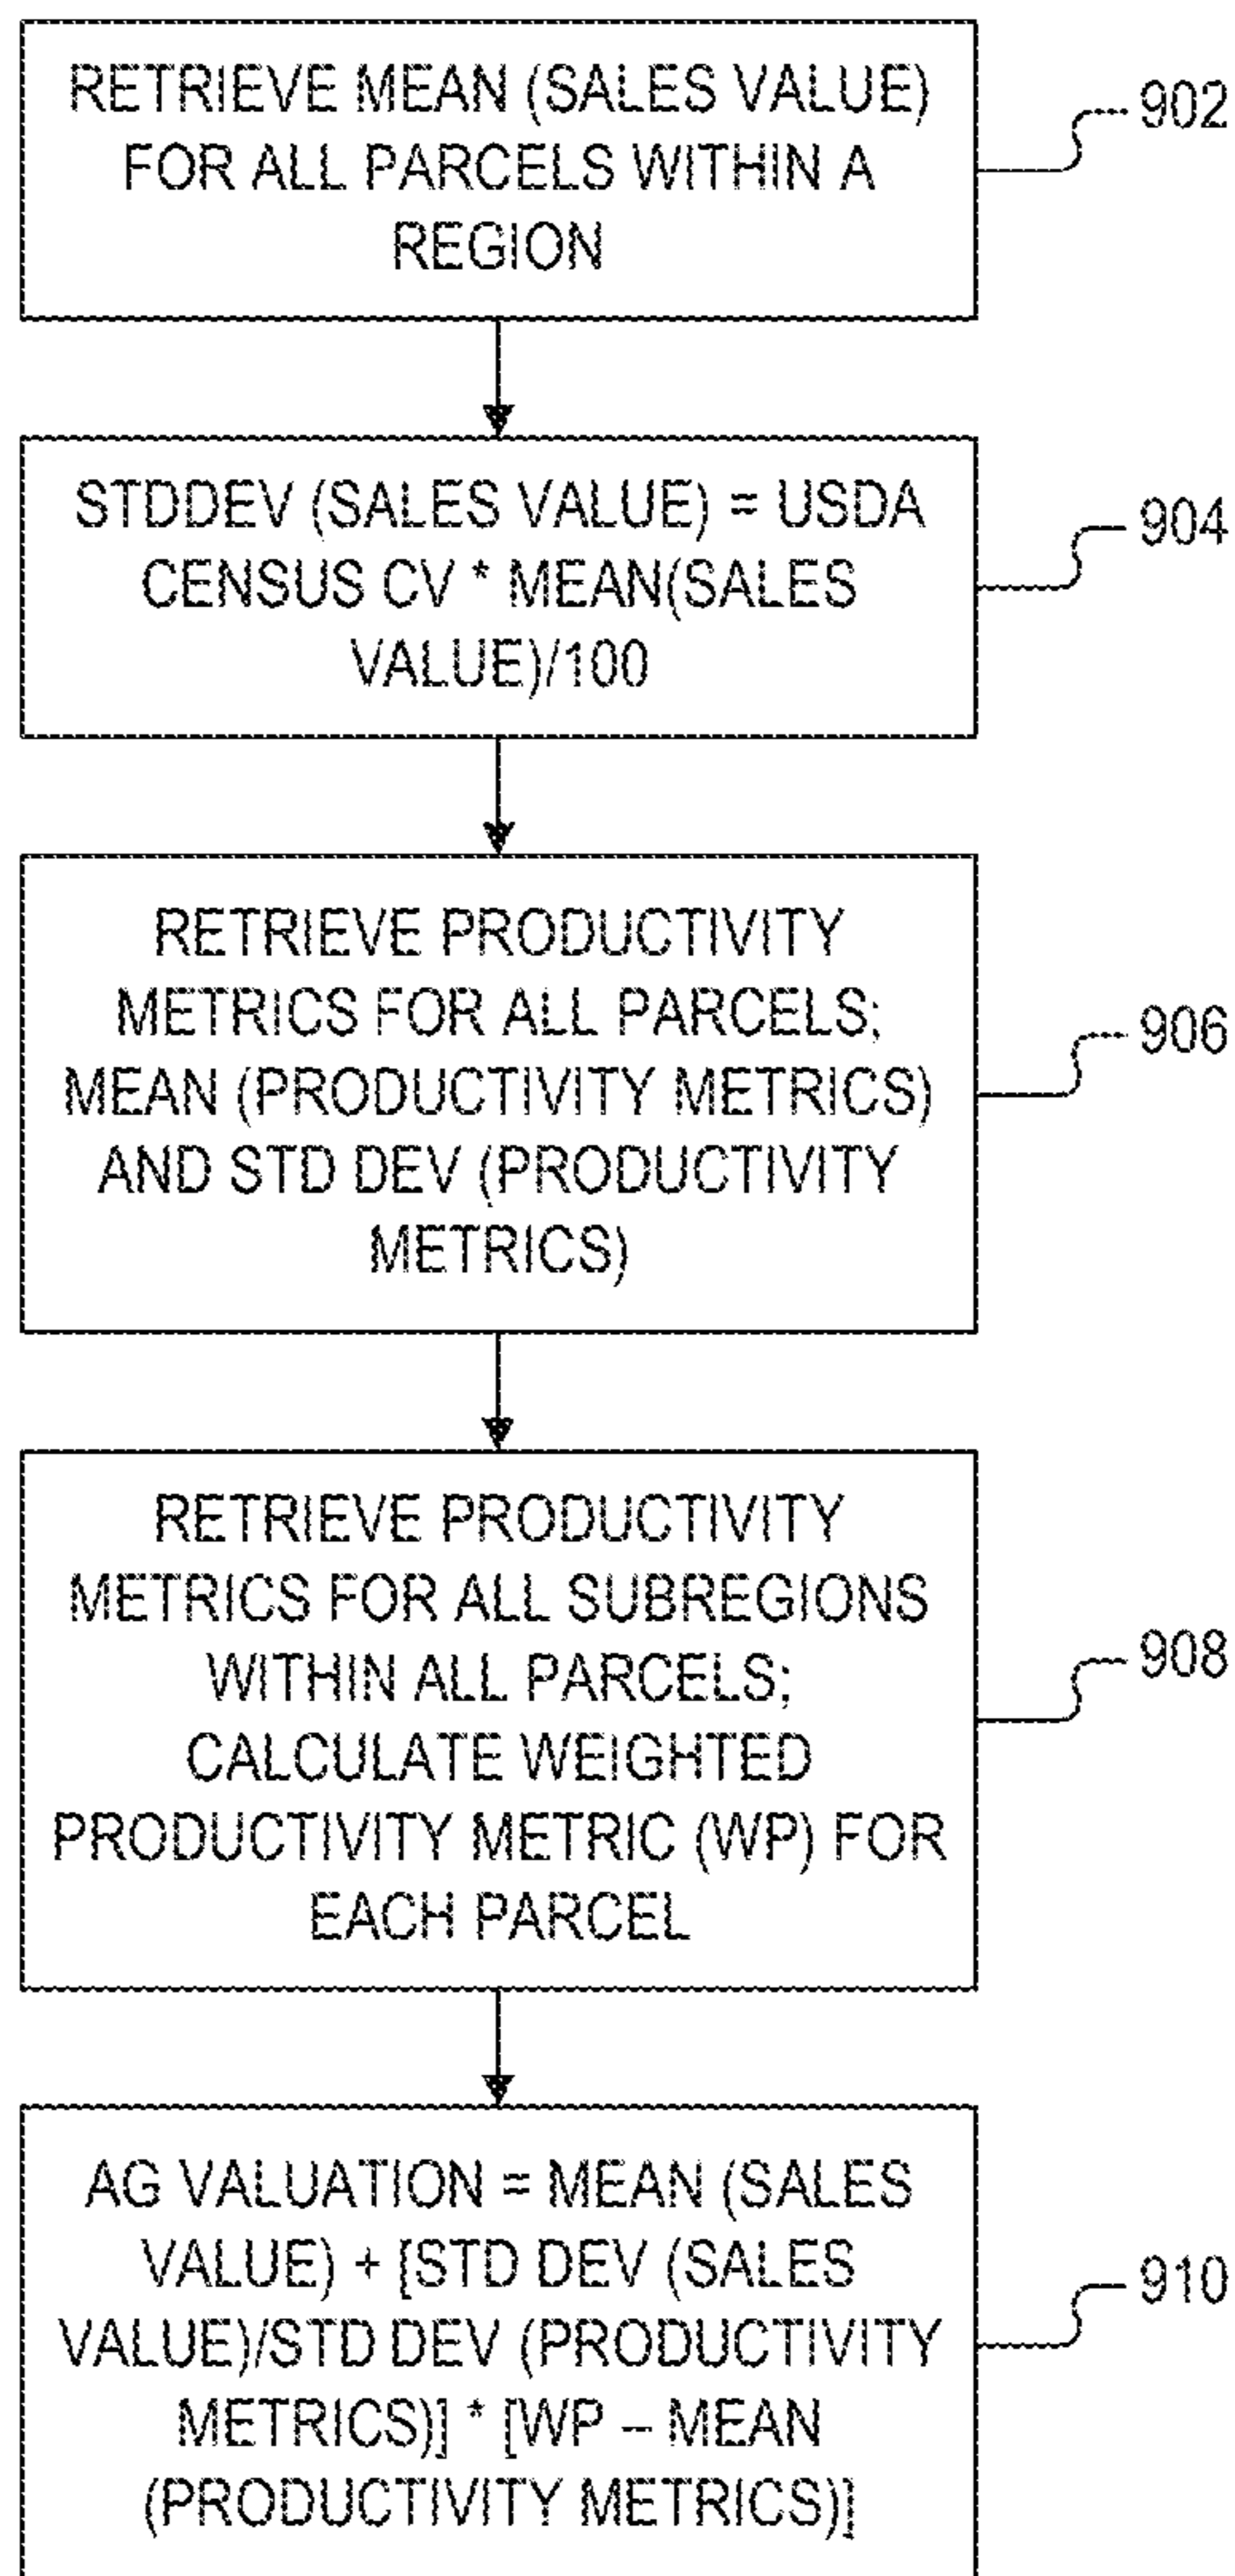 RETRIEVE MEAN (SALES VALUE)
FOR ALL PARCELS WITHIN A
REGION
902
STDDEV (SALES VALUE) = USDA
CENSUS CV * MEAN(SALES
VALUE)/100
904
RETRIEVE PRODUCTIVITY
METRICS FOR ALL PARCELS;
MEAN (PRODUCTIVITY METRICS)
AND STD DEV (PRODUCTIVITY
METRICS)
906
RETRIEVE PRODUCTIVITY
METRICS FOR ALL SUBREGIONS
WITHIN ALL PARCELS;
CALCULATE WEIGHTED
PRODUCTIVITY METRIC (WP) FOR
EACH PARCEL
908
AG VALUATION = MEAN (SALES
VALUE) + [STD DEV (SALES
VALUE)/STD DEV (PRODUCTIVITY
METRICS)] * [WP – MEAN
(PRODUCTIVITY METRICS)]
910